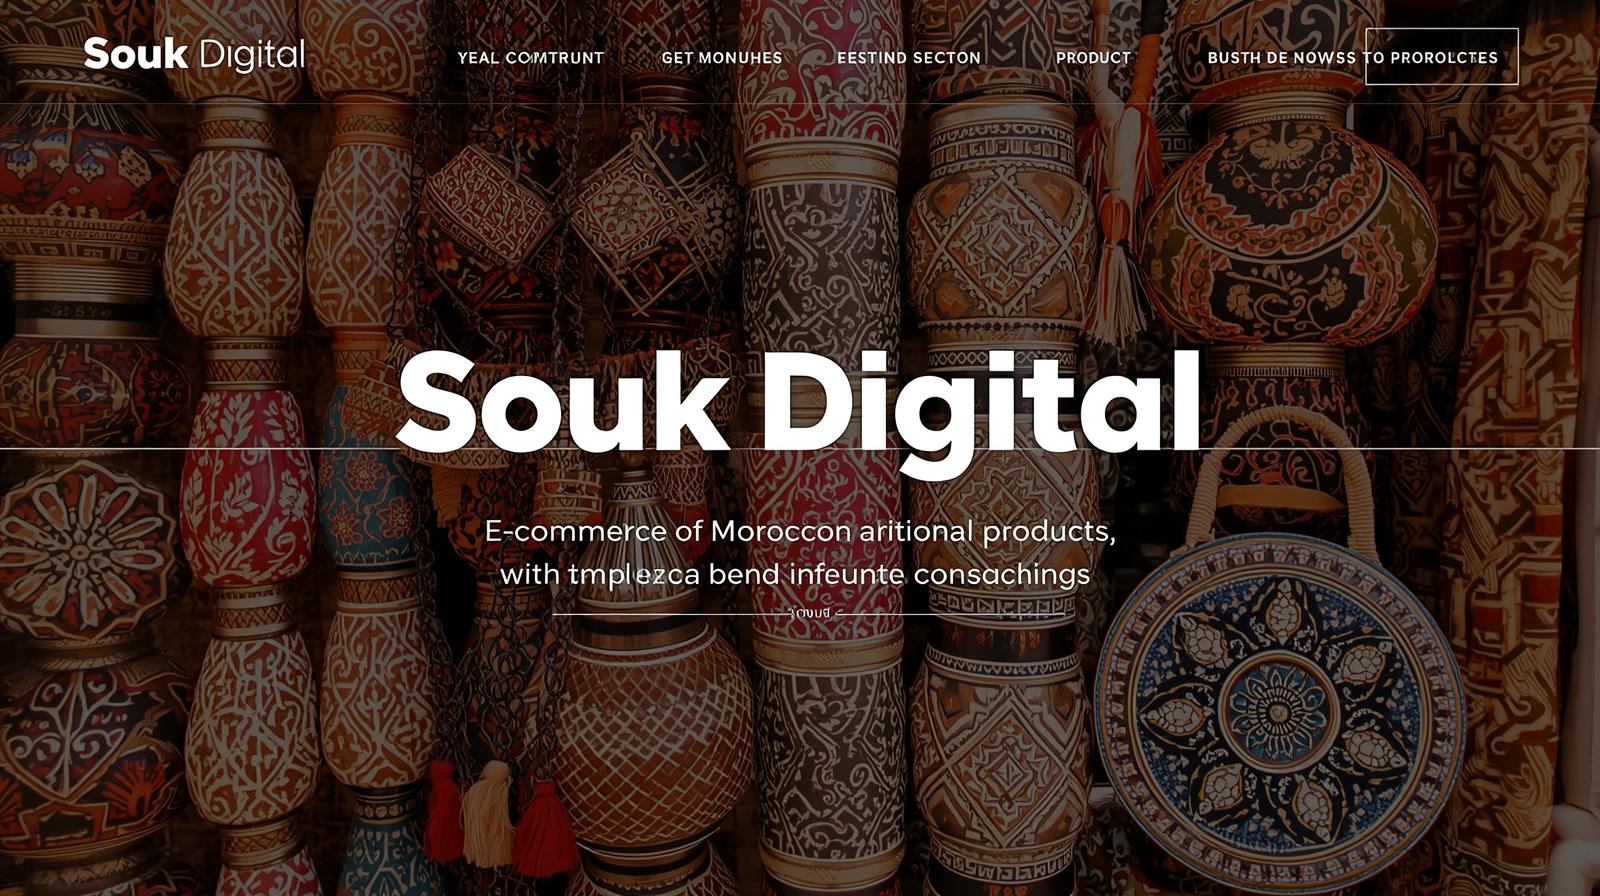 Souk Digital
YEAL COMTRUNT
GET MONUHES
EESTIND SECTON
PRODUCT
BUSTH DE NOWSS TO PROROLCTES
Souk Digital
E-commerce of Moroccon aritional products,
with tmplezca bend infeunte consachings